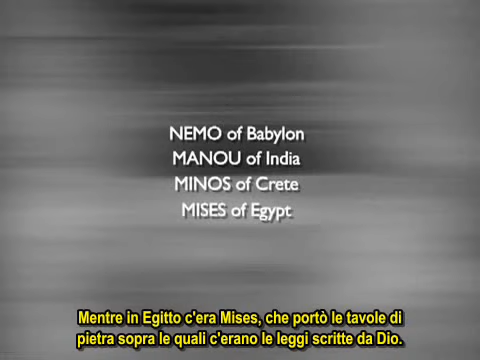 NEMO of Babylon
MANOU of India
MINOS of Crete
MISES of Egypt
Mentre in Egitto c'era Mises, che portò le tavole di
pietra sopra le quali c'erano le leggi scritte da Dio.